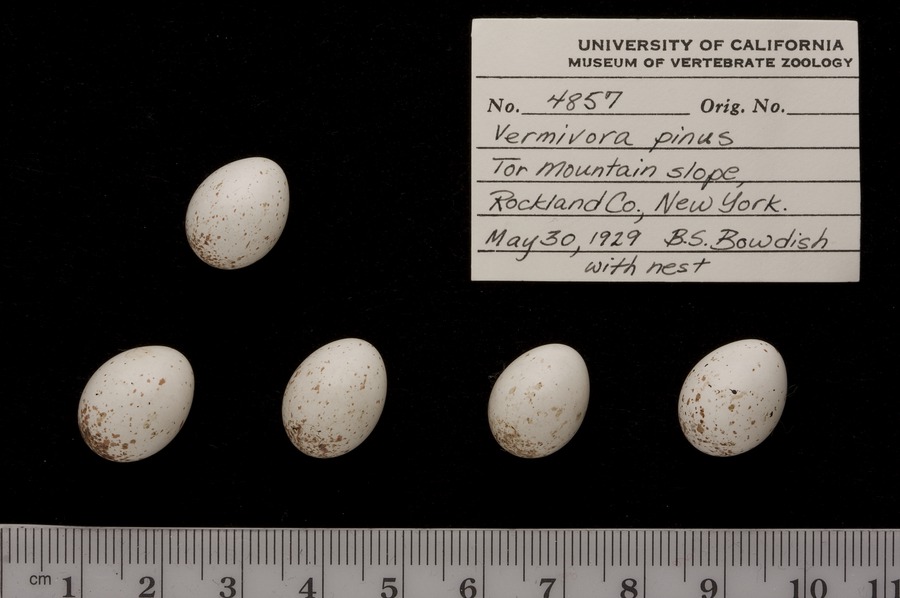 UNIVERSITY OF CALIFORNIA
MUSEUM OF VERTEBRATE ZOOLOGY
No. 4857 Orig. No.
Vermivora pinus
Tor Mountain slope,
Rockland Co., New York.
May 30, 1929 B.S. Bowdish
with nest
cm 1 2 3 4 5 6 7 8 9 10 11